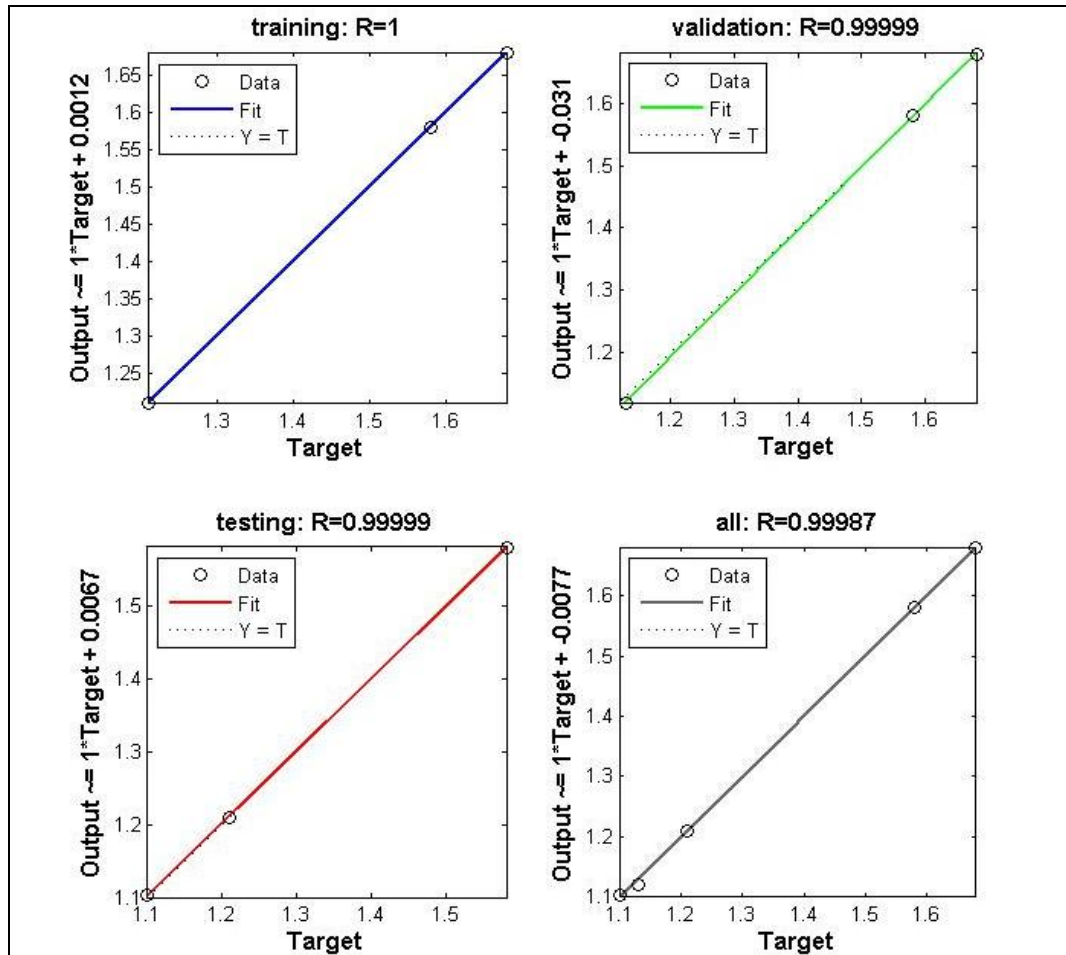 training: R=1
Output ~= 1*Target + 0.0012
1.65
1.6
1.55
1.5
1.45
1.4
1.35
1.3
1.25
Data
Fit
Y = T
1.3 1.4 1.5 1.6
Target
validation: R=0.99999
Output ~= 1*Target + -0.031
1.6
1.5
1.4
1.3
1.2
Data
Fit
Y = T
1.2 1.3 1.4 1.5 1.6
Target
testing: R=0.99999
Output ~= 1*Target + 0.0067
1.5
1.4
1.3
1.2
1.1
Data
Fit
Y = T
1.1 1.2 1.3 1.4 1.5
Target
all: R=0.99987
Output ~= 1*Target + -0.0077
1.6
1.5
1.4
1.3
1.2
1.1
Data
Fit
Y = T
1.1 1.2 1.3 1.4 1.5 1.6
Target